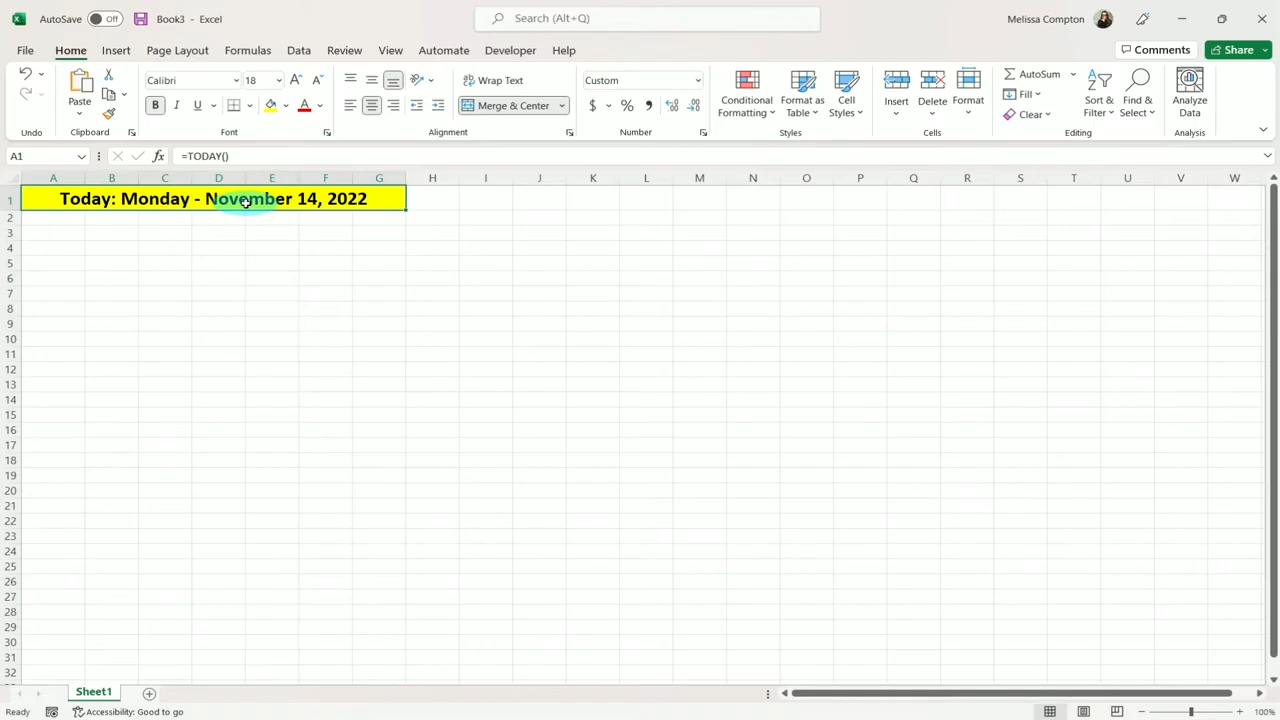 AutoSave Off Book3 - Excel Search (Alt+Q) Melissa Compton
File Home Insert Page Layout Formulas Data Review View Automate Developer Help Comments Share
Calibri 18 Wrap Text Custom AutoSum
Fill
Paste B I U A Merge & Center $ % Conditional Formatting Format as Table Cell Styles Insert Delete Format Clear Sort & Filter Find & Select Analyze Data
Undo Clipboard Font Alignment Number Styles Cells Editing Analysis
A1 fx =TODAY()
A B C D E F G H I J K L M N O P Q R S T U V W
1 Today: Monday - November 14, 2022
2
3
4
5
6
7
8
9
10
11
12
13
14
15
16
17
18
19
20
21
22
23
24
25
26
27
28
29
30
31
32
Sheet1
Ready Accessibility: Good to go 100%